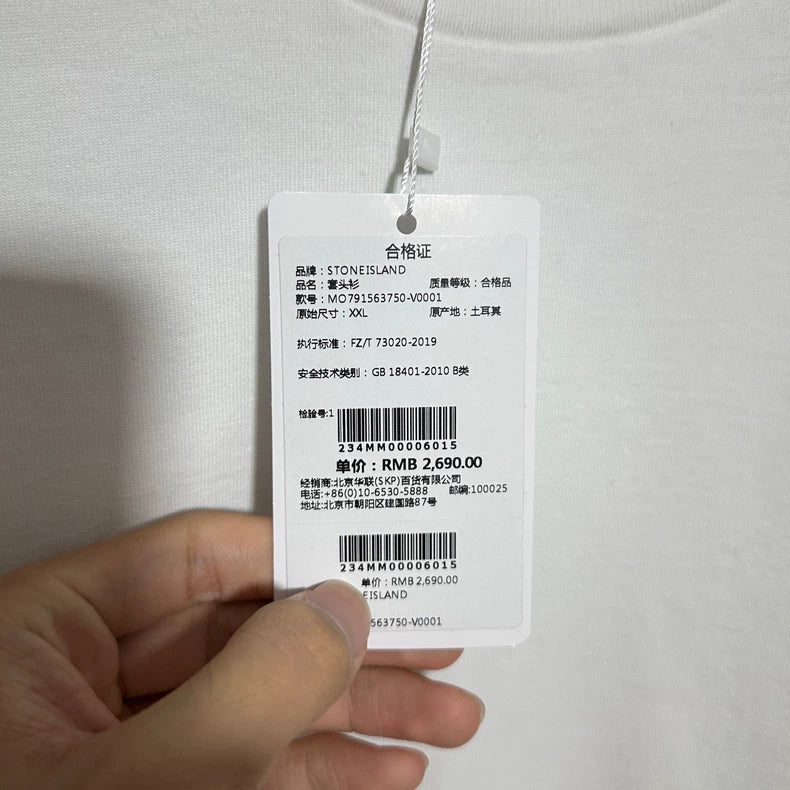 合格证
品牌：STONEISLAND
品名：套头衫 质量等级：合格品
款号：MO791563750-V0001
原始尺寸：XXL 原产地：土耳其
执行标准：FZ/T 73020-2019
安全技术类别：GB 18401-2010 B类
检验号:1
234MM00006015
单价：RMB 2,690.00
经销商:北京华联(SKP)百货有限公司
电话:+86(0)10-6530-5888 邮编:100025
地址:北京市朝阳区建国路87号
234MM00006015
单价：RMB 2,690.00
EISLAND
563750-V0001